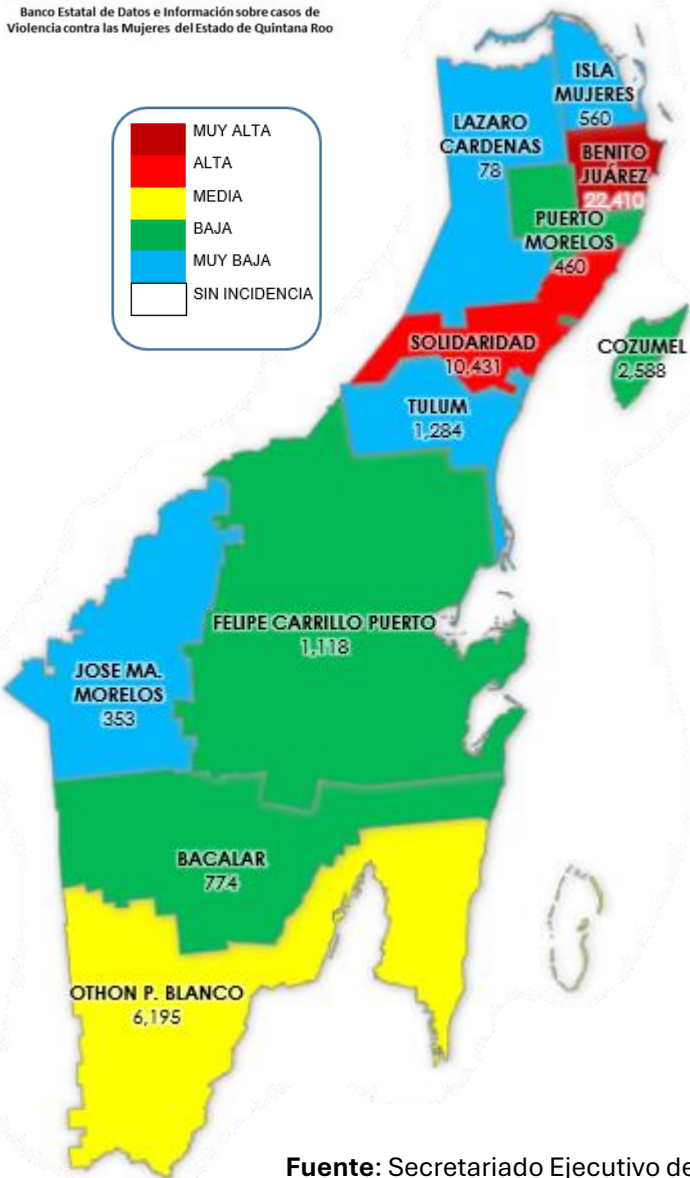 Banco Estatal de Datos e Información sobre casos de
Violencia contra las Mujeres del Estado de Quintana Roo
MUY ALTA
ALTA
MEDIA
BAJA
MUY BAJA
SIN INCIDENCIA
ISLA
MUJERES
560
LAZARO
CARDENAS
78
BENITO
JUÁREZ
22,410
PUERTO
MORELOS
460
SOLIDARIDAD
10,431
COZUMEL
2,588
TULUM
1,284
FELIPE CARRILLO PUERTO
1,118
JOSE MA.
MORELOS
353
BACALAR
774
OTHON P. BLANCO
6,195
Fuente: Secretariado Ejecutivo de